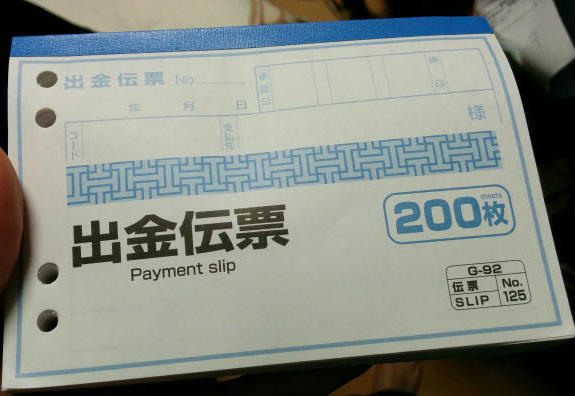 出金伝票 No.
承認印
係印
年 月 日
コード
支払先
様
出金伝票
Payment slip
200枚
sheets
G-92
伝票 No.
SLIP 125